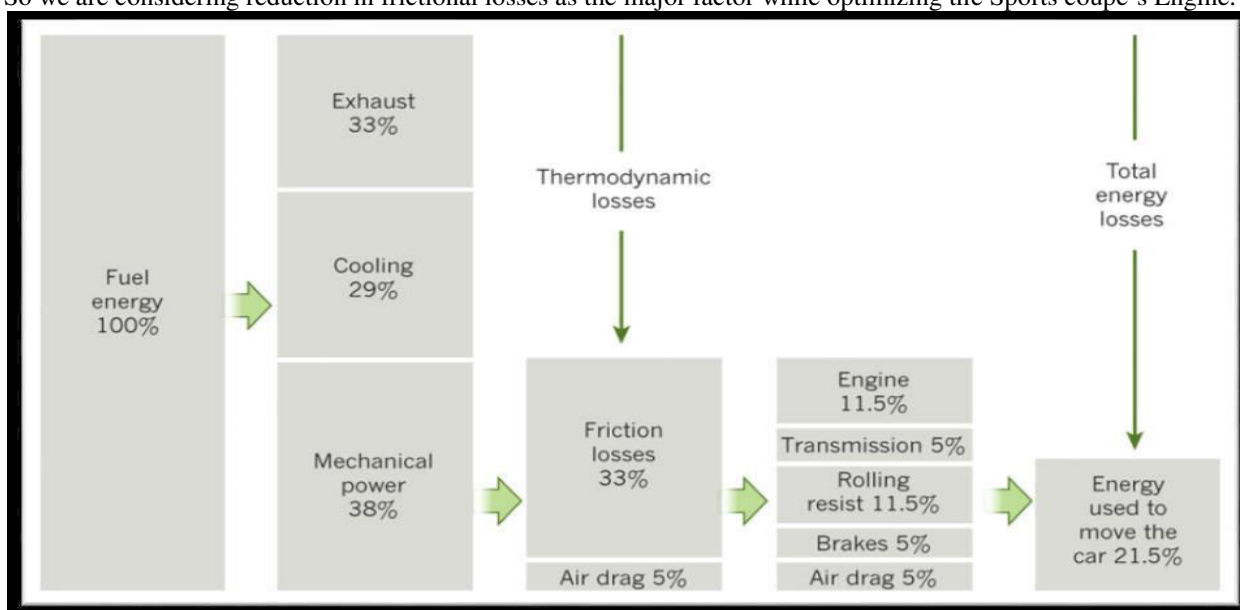 So we are considering reduction in frictional losses as the major factor while optimizing the Sports coupe's Engine.
Fuel
energy
100%
Exhaust
33%
Cooling
29%
Mechanical
power
38%
Thermodynamic
losses
Friction
losses
33%
Air drag 5%
Engine
11.5%
Transmission 5%
Rolling
resist 11.5%
Brakes 5%
Air drag 5%
Total
energy
losses
Energy
used to
move the
car 21.5%